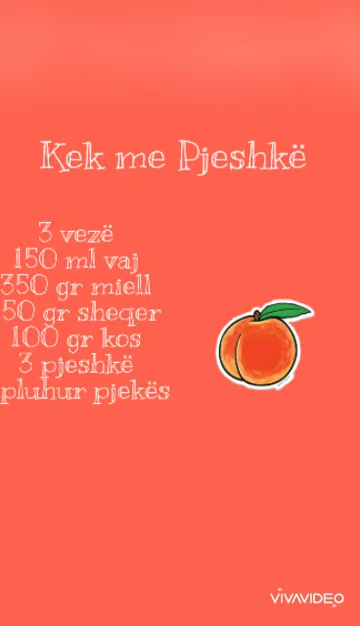 Kek me Pjeshkë
3 vezë
150 ml vaj
350 gr miell
50 gr sheqer
100 gr kos
3 pjeshkë
pluhur pjekës
VIVAVIDEO